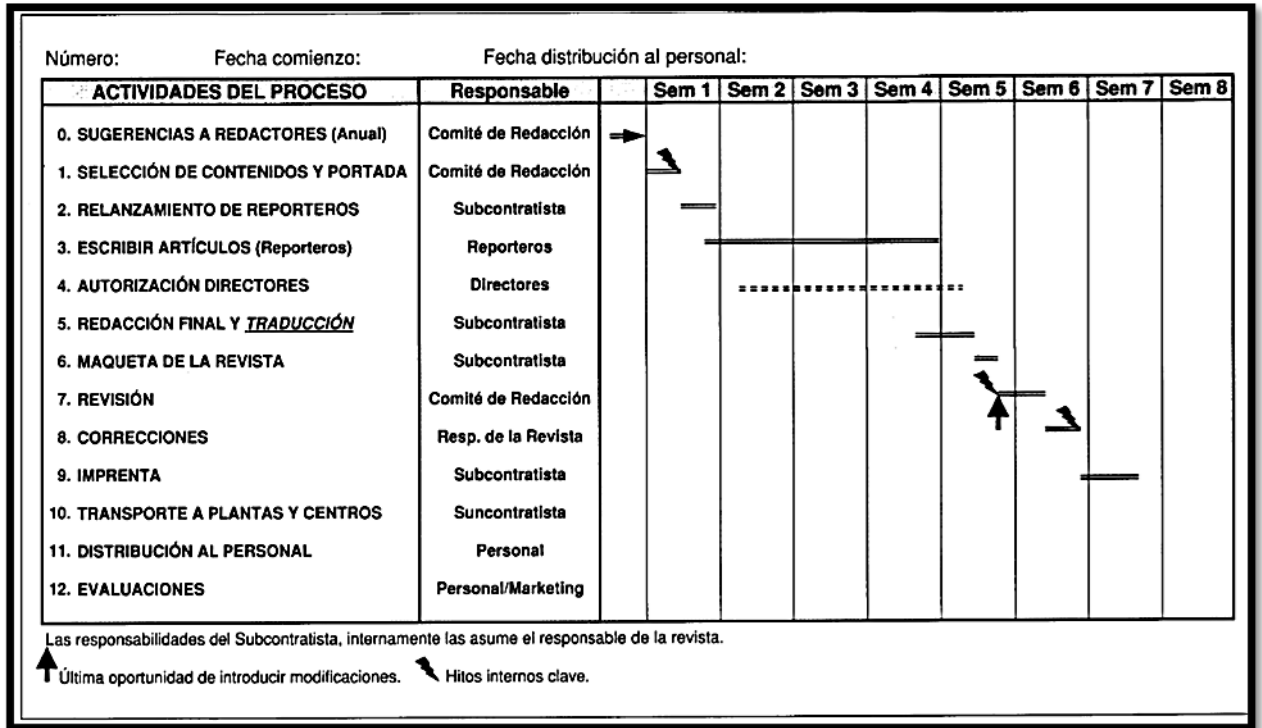 Número: Fecha comienzo: Fecha distribución al personal:
ACTIVIDADES DEL PROCESO Responsable Sem 1 Sem 2 Sem 3 Sem 4 Sem 5 Sem 6 Sem 7 Sem 8
0. SUGERENCIAS A REDACTORES (Anual) Comité de Redacción
1. SELECCIÓN DE CONTENIDOS Y PORTADA Comité de Redacción
2. RELANZAMIENTO DE REPORTEROS Subcontratista
3. ESCRIBIR ARTÍCULOS (Reporteros) Reporteros
4. AUTORIZACIÓN DIRECTORES Directores
5. REDACCIÓN FINAL Y TRADUCCIÓN Subcontratista
6. MAQUETA DE LA REVISTA Subcontratista
7. REVISIÓN Comité de Redacción
8. CORRECCIONES Resp. de la Revista
9. IMPRENTA Subcontratista
10. TRANSPORTE A PLANTAS Y CENTROS Suncontratista
11. DISTRIBUCIÓN AL PERSONAL Personal
12. EVALUACIONES Personal/Marketing
Las responsabilidades del Subcontratista, internamente las asume el responsable de la revista.
Última oportunidad de introducir modificaciones. Hitos internos clave.